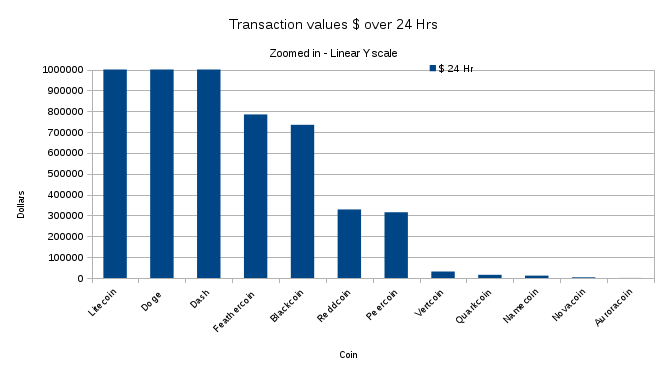 Transaction values $ over 24 Hrs
Zoomed in - Linear Y scale
$ 24 Hr
1000000
900000
800000
700000
600000
500000
400000
300000
200000
100000
0
Dollars
Litecoin
Doge
Dash
Feathercoin
Blackcoin
Reddcoin
Peercoin
Vertcoin
Quarkcoin
Namecoin
Novacoin
Auroracoin
Coin